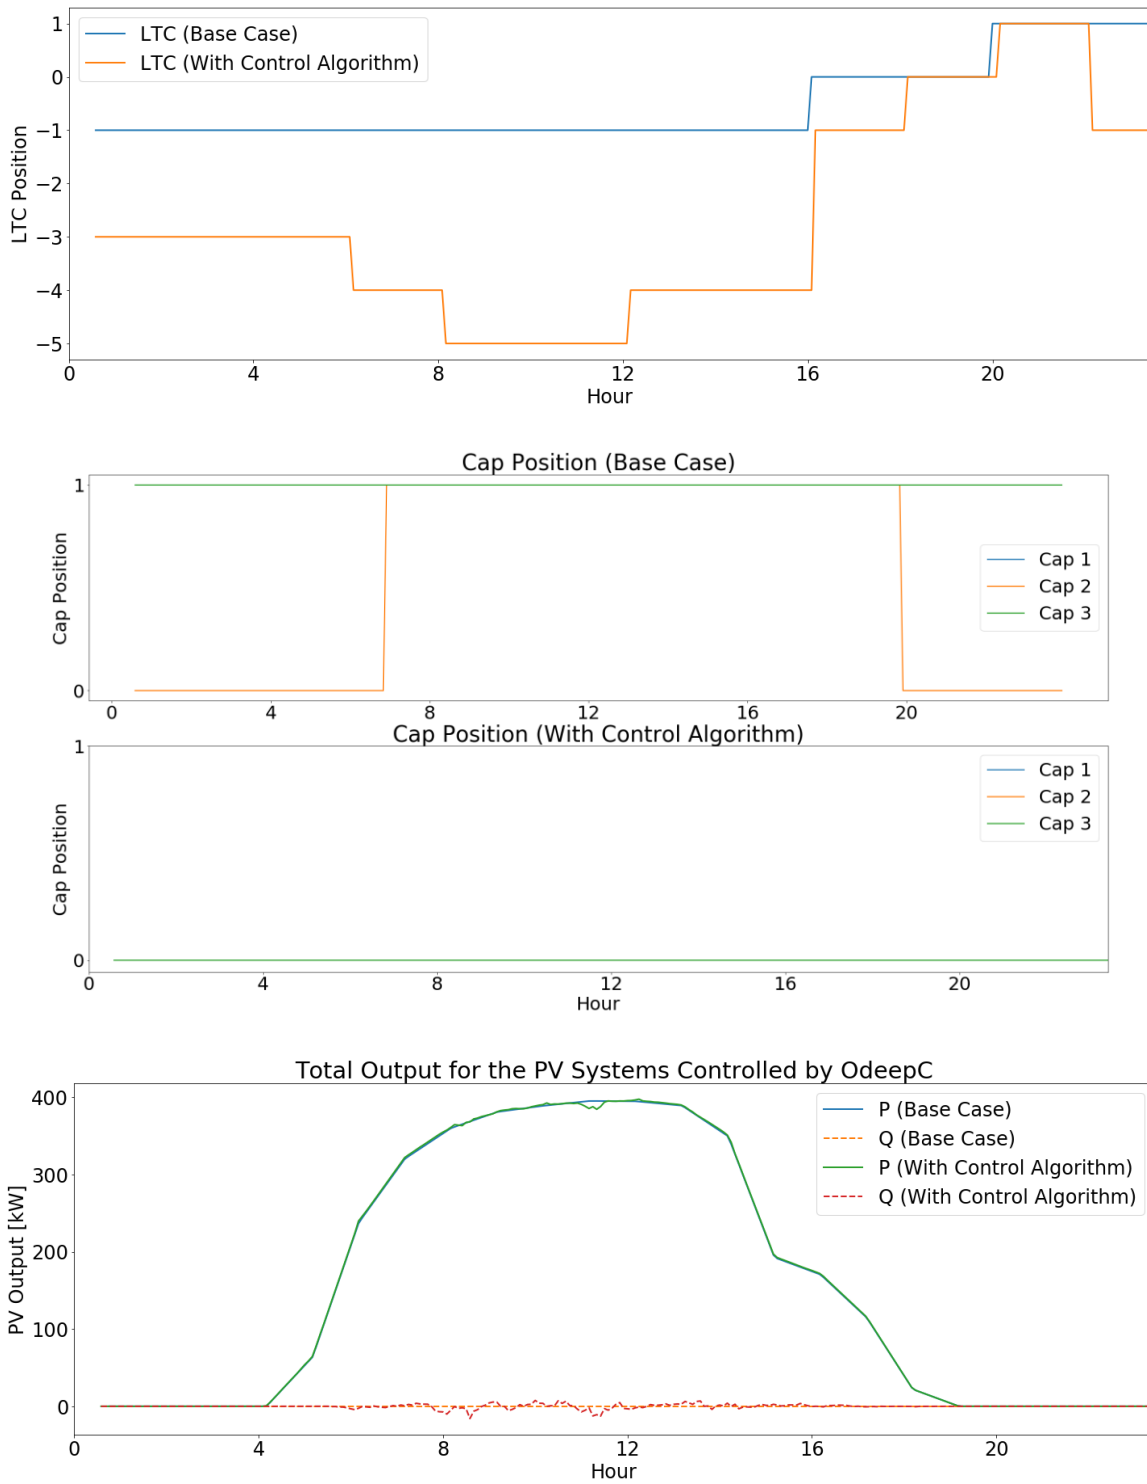 LTC (Base Case)
LTC (With Control Algorithm)
LTC Position
1
0
−1
−2
−3
−4
−5
0 4 8 12 16 20
Hour
Cap Position (Base Case)
Cap Position
1
0
Cap 1
Cap 2
Cap 3
0 4 8 12 16 20
Cap Position (With Control Algorithm)
Cap Position
1
0
Cap 1
Cap 2
Cap 3
0 4 8 12 16 20
Hour
Total Output for the PV Systems Controlled by OdeepC
PV Output [kW]
400
300
200
100
0
P (Base Case)
Q (Base Case)
P (With Control Algorithm)
Q (With Control Algorithm)
0 4 8 12 16 20
Hour